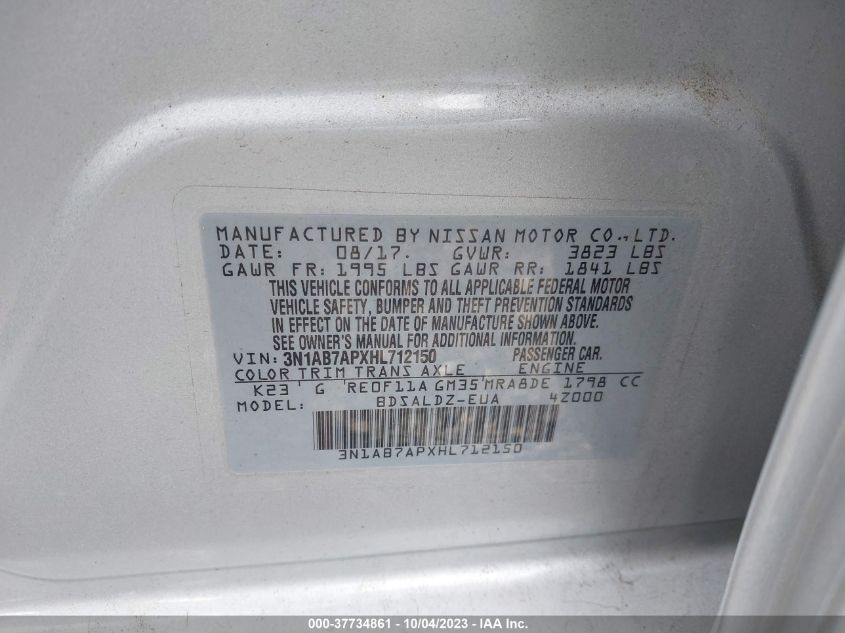 MANUFACTURED BY NISSAN MOTOR CO., LTD.
DATE: 08/17. GVWR: 3823 LBS
GAWR FR: 1995 LBS GAWR RR: 1841 LBS
THIS VEHICLE CONFORMS TO ALL APPLICABLE FEDERAL MOTOR
VEHICLE SAFETY, BUMPER AND THEFT PREVENTION STANDARDS
IN EFFECT ON THE DATE OF MANUFACTURE SHOWN ABOVE.
SEE OWNER'S MANUAL FOR ADDITIONAL INFORMATION
VIN: 3N1AB7APXHL712150 PASSENGER CAR.
COLOR TRIM TRANS AXLE ENGINE
K23 G RE0F11A GM35 MRA8DE 1798 CC
MODEL: BDSALDZ-EUA 4Z000
3N1AB7APXHL712150
000-37734861 - 10/04/2023 - IAA Inc.